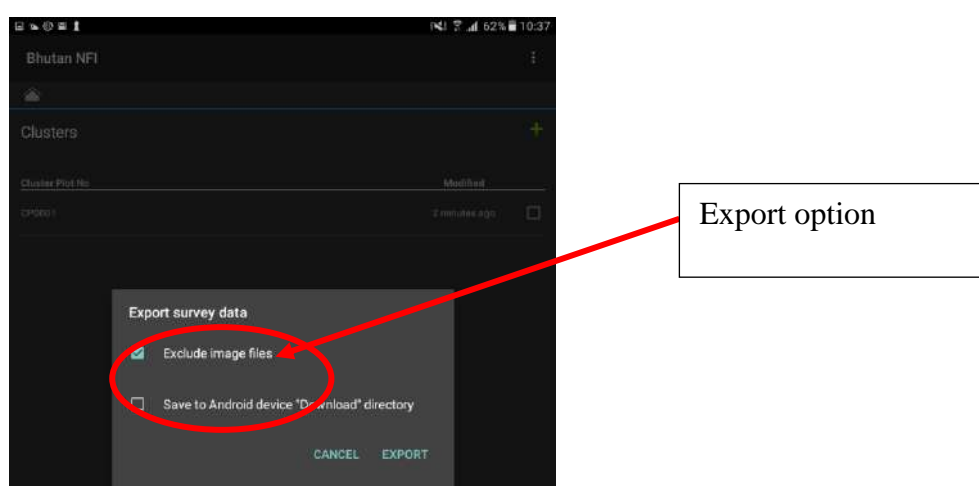 62% 10:37
Bhutan NFI
Clusters
Cluster Plot No Modified
CP0001 2 minutes ago
Export option
Export survey data
Exclude image files
Save to Android device "Download" directory
CANCEL EXPORT